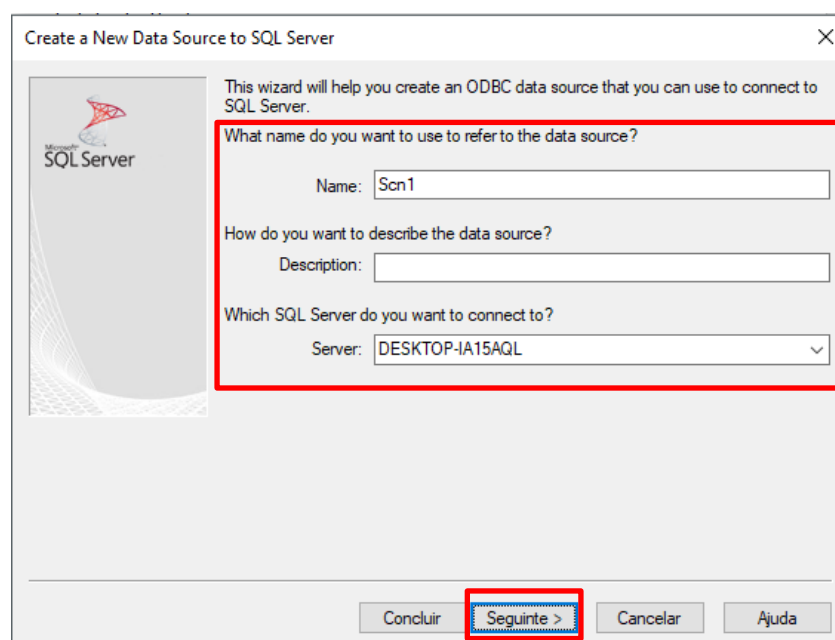 Create a New Data Source to SQL Server
Microsoft®
SQL Server
This wizard will help you create an ODBC data source that you can use to connect to
SQL Server.
What name do you want to use to refer to the data source?
Name: Scn1
How do you want to describe the data source?
Description:
Which SQL Server do you want to connect to?
Server: DESKTOP-IA15AQL
Concluir Seguinte > Cancelar Ajuda